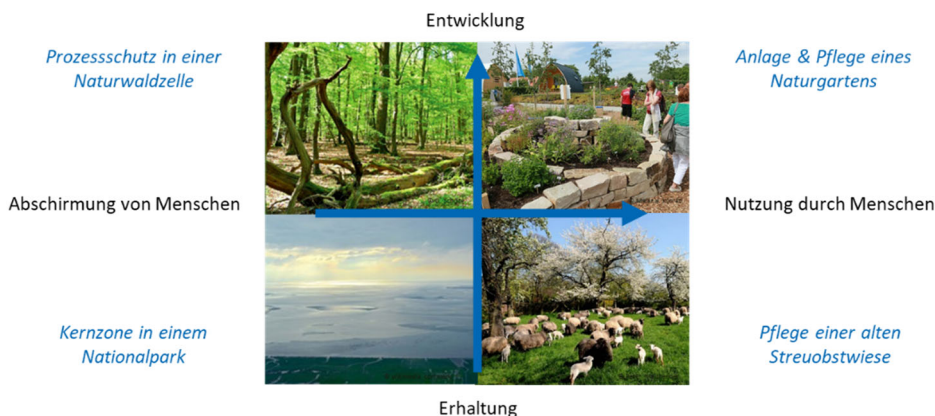 Entwicklung
Prozessschutz in einer
Naturwaldzelle
Anlage & Pflege eines
Naturgartens
Abschirmung von Menschen
Nutzung durch Menschen
Kernzone in einem
Nationalpark
Pflege einer alten
Streuobstwiese
Erhaltung